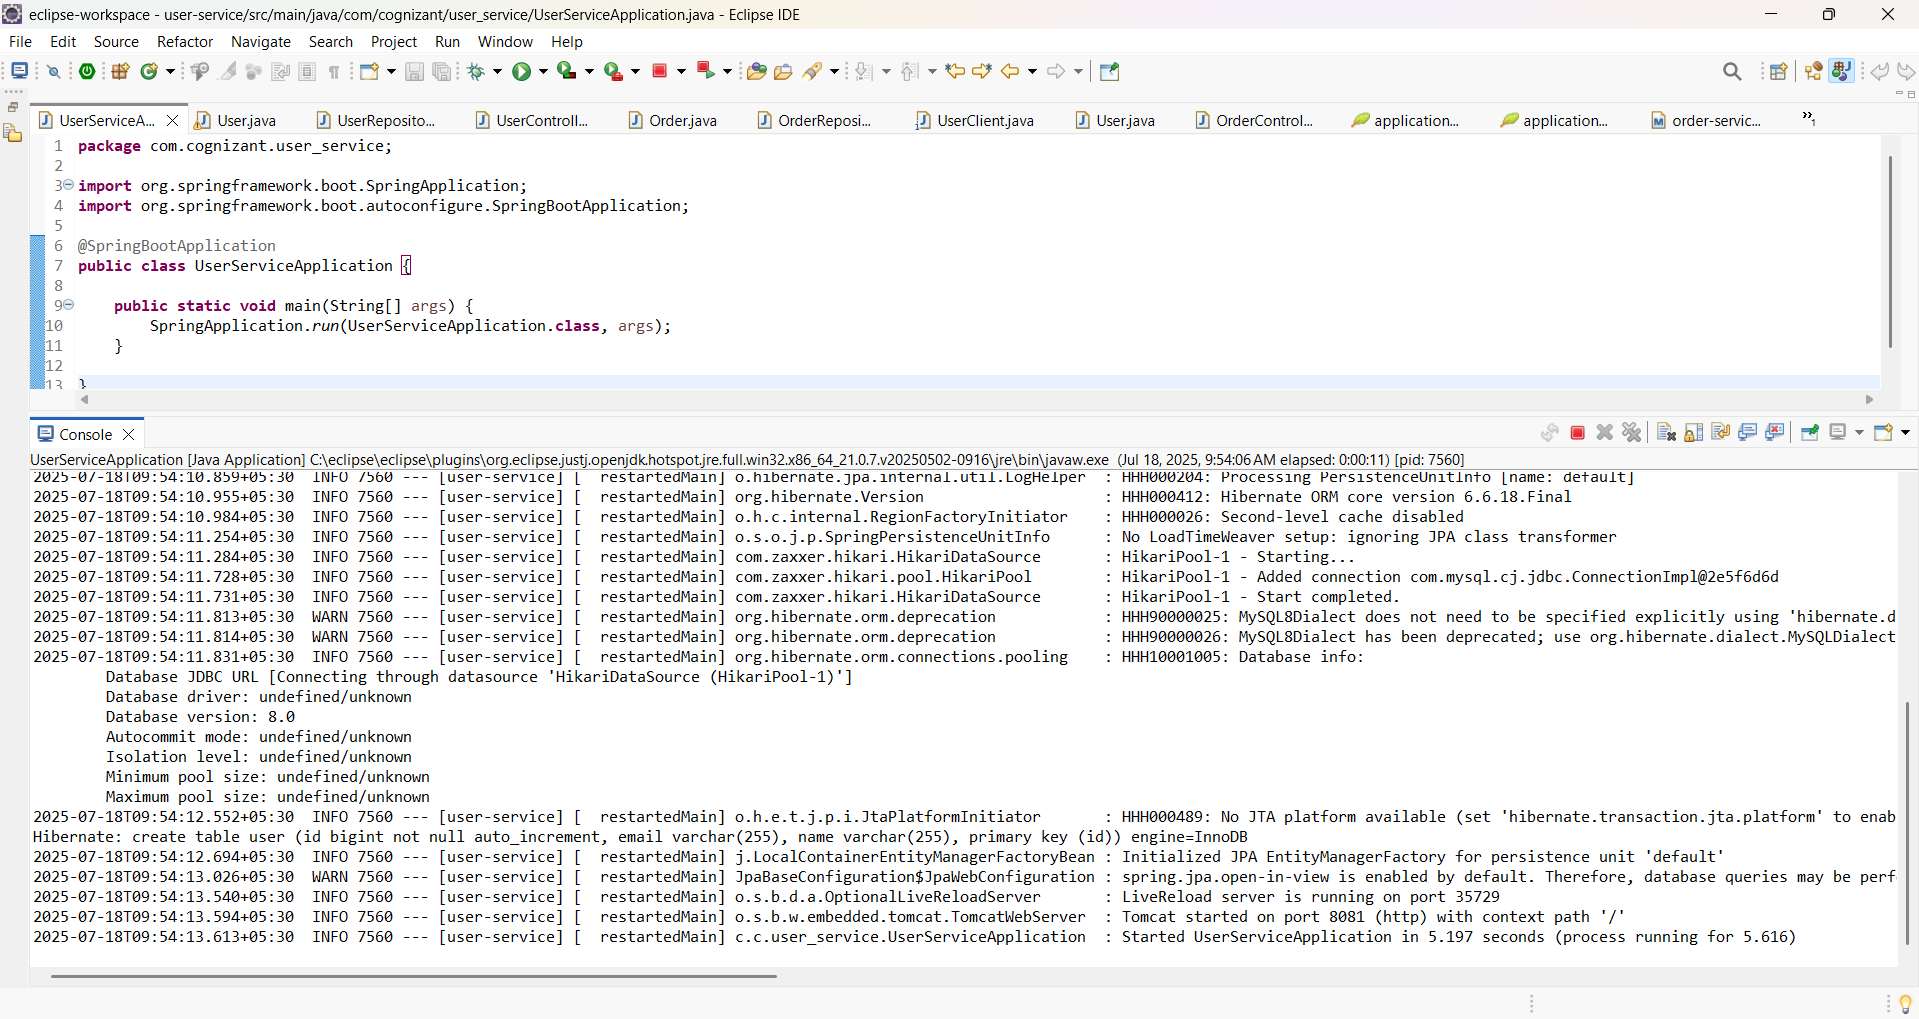 eclipse-workspace - user-service/src/main/java/com/cognizant/user_service/UserServiceApplication.java - Eclipse IDE
File Edit Source Refactor Navigate Search Project Run Window Help
UserServiceA... User.java UserReposito... UserControll... Order.java OrderReposi... UserClient.java User.java OrderControl... application... application... order-servic... »1
1 package com.cognizant.user_service;
2
3 import org.springframework.boot.SpringApplication;
4 import org.springframework.boot.autoconfigure.SpringBootApplication;
5
6 @SpringBootApplication
7 public class UserServiceApplication {
8
9 public static void main(String[] args) {
10 SpringApplication.run(UserServiceApplication.class, args);
11 }
12
13 }
Console
UserServiceApplication [Java Application] C:\eclipse\eclipse\plugins\org.eclipse.justj.openjdk.hotspot.jre.full.win32.x86_64_21.0.7.v20250502-0916\jre\bin\javaw.exe (Jul 18, 2025, 9:54:06 AM elapsed: 0:00:11) [pid: 7560]
2025-07-18T09:54:10.859+05:30 INFO 7560 --- [user-service] [ restartedMain] o.hibernate.jpa.internal.util.LogHelper : HHH000204: Processing PersistenceUnitInfo [name: default]
2025-07-18T09:54:10.955+05:30 INFO 7560 --- [user-service] [ restartedMain] org.hibernate.Version : HHH000412: Hibernate ORM core version 6.6.18.Final
2025-07-18T09:54:10.984+05:30 INFO 7560 --- [user-service] [ restartedMain] o.h.c.internal.RegionFactoryInitiator : HHH000026: Second-level cache disabled
2025-07-18T09:54:11.254+05:30 INFO 7560 --- [user-service] [ restartedMain] o.s.o.j.p.SpringPersistenceUnitInfo : No LoadTimeWeaver setup: ignoring JPA class transformer
2025-07-18T09:54:11.284+05:30 INFO 7560 --- [user-service] [ restartedMain] com.zaxxer.hikari.HikariDataSource : HikariPool-1 - Starting...
2025-07-18T09:54:11.728+05:30 INFO 7560 --- [user-service] [ restartedMain] com.zaxxer.hikari.pool.HikariPool : HikariPool-1 - Added connection com.mysql.cj.jdbc.ConnectionImpl@2e5f6d6d
2025-07-18T09:54:11.731+05:30 INFO 7560 --- [user-service] [ restartedMain] com.zaxxer.hikari.HikariDataSource : HikariPool-1 - Start completed.
2025-07-18T09:54:11.813+05:30 WARN 7560 --- [user-service] [ restartedMain] org.hibernate.orm.deprecation : HHH90000025: MySQL8Dialect does not need to be specified explicitly using 'hibernate.d
2025-07-18T09:54:11.814+05:30 WARN 7560 --- [user-service] [ restartedMain] org.hibernate.orm.deprecation : HHH90000026: MySQL8Dialect has been deprecated; use org.hibernate.dialect.MySQLDialect
2025-07-18T09:54:11.831+05:30 INFO 7560 --- [user-service] [ restartedMain] org.hibernate.orm.connections.pooling : HHH10001005: Database info:
Database JDBC URL [Connecting through datasource 'HikariDataSource (HikariPool-1)']
Database driver: undefined/unknown
Database version: 8.0
Autocommit mode: undefined/unknown
Isolation level: undefined/unknown
Minimum pool size: undefined/unknown
Maximum pool size: undefined/unknown
2025-07-18T09:54:12.552+05:30 INFO 7560 --- [user-service] [ restartedMain] o.h.e.t.j.p.i.JtaPlatformInitiator : HHH000489: No JTA platform available (set 'hibernate.transaction.jta.platform' to enab
Hibernate: create table user (id bigint not null auto_increment, email varchar(255), name varchar(255), primary key (id)) engine=InnoDB
2025-07-18T09:54:12.694+05:30 INFO 7560 --- [user-service] [ restartedMain] j.LocalContainerEntityManagerFactoryBean : Initialized JPA EntityManagerFactory for persistence unit 'default'
2025-07-18T09:54:13.026+05:30 WARN 7560 --- [user-service] [ restartedMain] JpaBaseConfiguration$JpaWebConfiguration : spring.jpa.open-in-view is enabled by default. Therefore, database queries may be perf
2025-07-18T09:54:13.540+05:30 INFO 7560 --- [user-service] [ restartedMain] o.s.b.d.a.OptionalLiveReloadServer : LiveReload server is running on port 35729
2025-07-18T09:54:13.594+05:30 INFO 7560 --- [user-service] [ restartedMain] o.s.b.w.embedded.tomcat.TomcatWebServer : Tomcat started on port 8081 (http) with context path '/'
2025-07-18T09:54:13.613+05:30 INFO 7560 --- [user-service] [ restartedMain] c.c.user_service.UserServiceApplication : Started UserServiceApplication in 5.197 seconds (process running for 5.616)